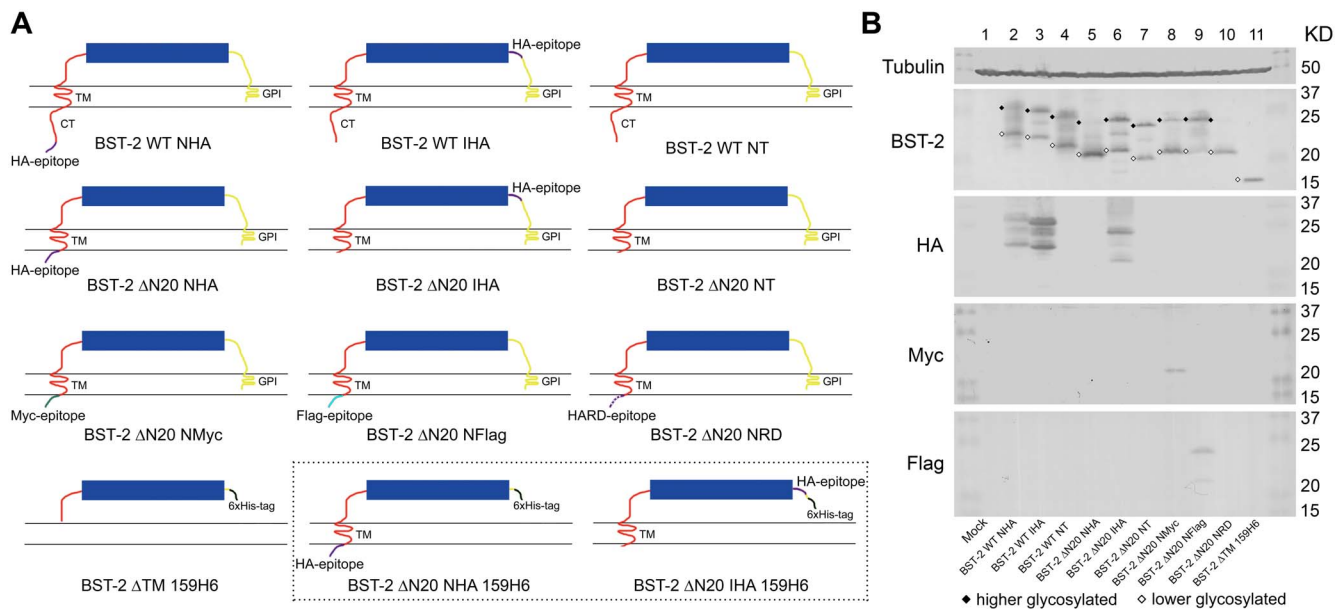 A
HA-epitope
TM
GPI
CT
HA-epitope
BST-2 WT NHA
TM
GPI
CT
BST-2 WT IHA
TM
GPI
CT
BST-2 WT NT
HA-epitope
TM
GPI
HA-epitope
BST-2 ΔN20 NHA
TM
GPI
BST-2 ΔN20 IHA
TM
GPI
BST-2 ΔN20 NT
TM
GPI
Myc-epitope
BST-2 ΔN20 NMyc
TM
GPI
Flag-epitope
BST-2 ΔN20 NFlag
TM
GPI
HARD-epitope
BST-2 ΔN20 NRD
6xHis-tag
BST-2 ΔTM 159H6
6xHis-tag
TM
HA-epitope
BST-2 ΔN20 NHA 159H6
HA-epitope
6xHis-tag
TM
BST-2 ΔN20 IHA 159H6
B
1 2 3 4 5 6 7 8 9 10 11 KD
Tubulin
50
BST-2
37
25
20
15
HA
37
25
20
15
Myc
37
25
20
15
Flag
37
25
20
15
Mock
BST-2 WT NHA
BST-2 WT IHA
BST-2 WT NT
BST-2 ΔN20 NHA
BST-2 ΔN20 IHA
BST-2 ΔN20 NT
BST-2 ΔN20 NMyc
BST-2 ΔN20 NFlag
BST-2 ΔN20 NRD
BST-2 ΔTM 159H6
◆ higher glycosylated ◇ lower glycosylated